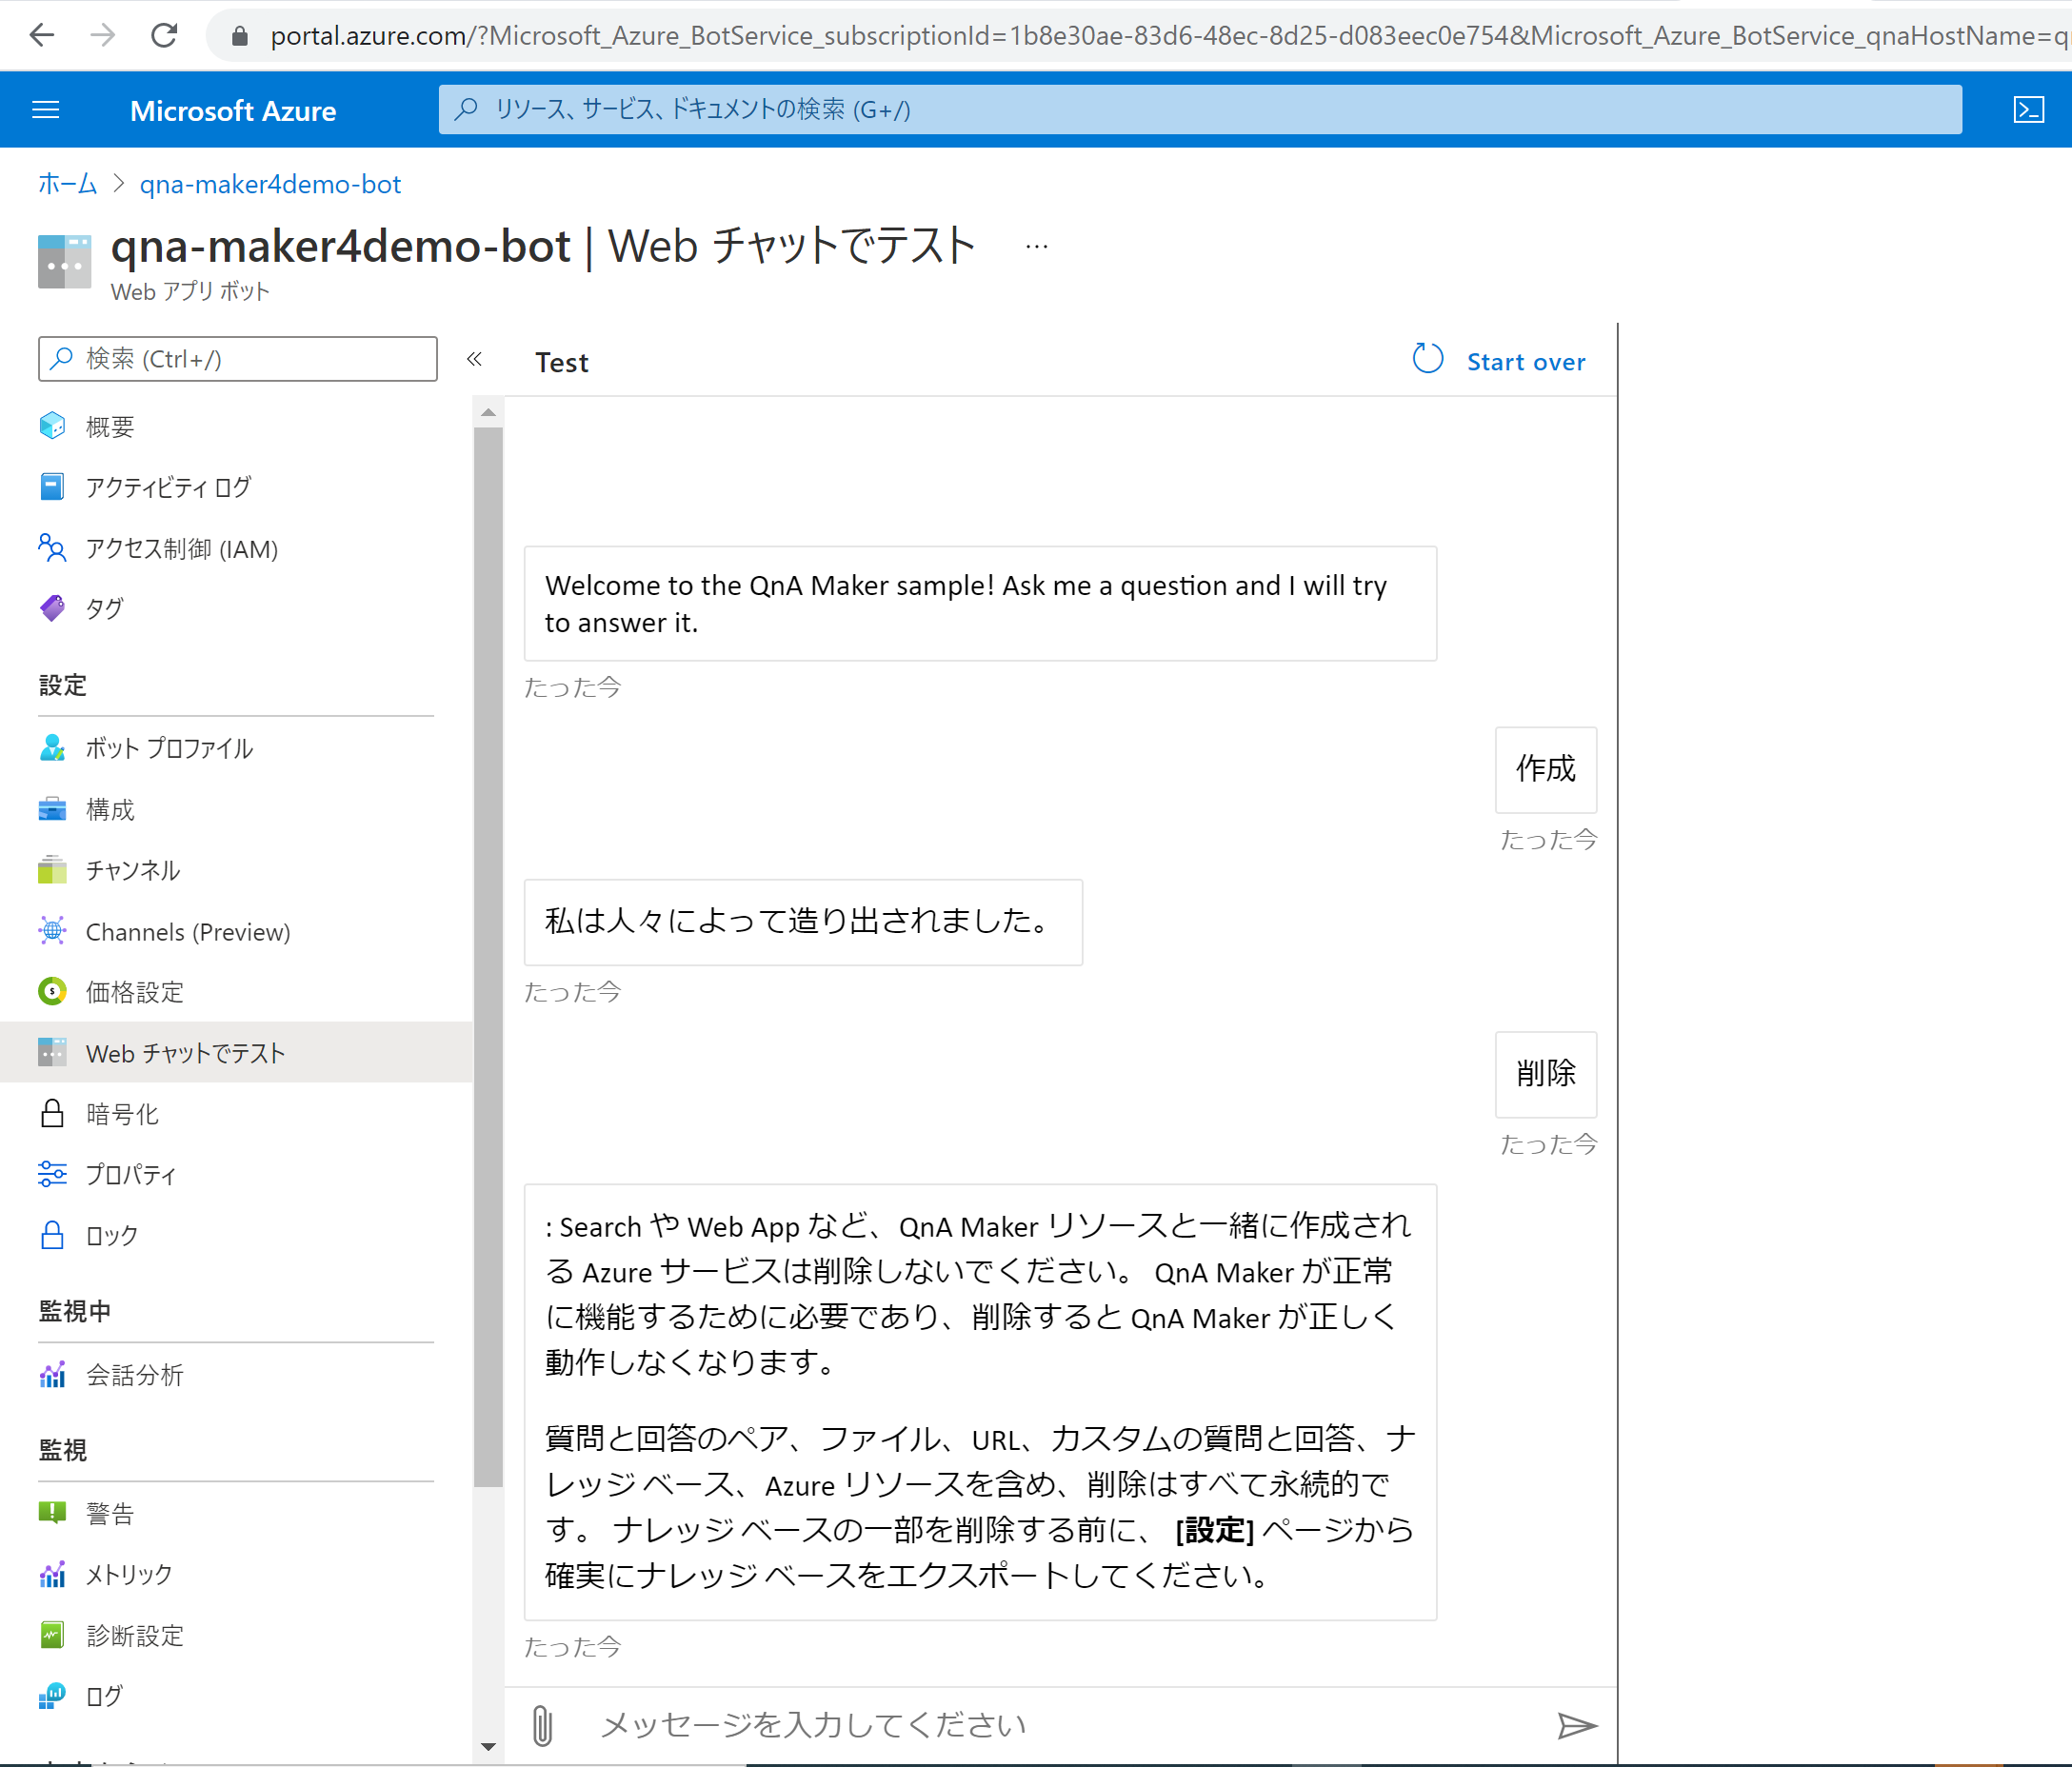 portal.azure.com/?Microsoft_Azure_BotService_subscriptionId=1b8e30ae-83d6-48ec-8d25-d083eec0e754&Microsoft_Azure_BotService_qnaHostName=q
Microsoft Azure
リソース、サービス、ドキュメントの検索 (G+/)
ホーム > qna-maker4demo-bot
qna-maker4demo-bot | Web チャットでテスト ...
Web アプリ ボット
検索 (Ctrl+/)
概要
アクティビティ ログ
アクセス制御 (IAM)
タグ
設定
ボット プロファイル
構成
チャンネル
Channels (Preview)
価格設定
Web チャットでテスト
暗号化
プロパティ
ロック
監視中
会話分析
監視
警告
メトリック
診断設定
ログ
Test
Start over
Welcome to the QnA Maker sample! Ask me a question and I will try
to answer it.
たった今
作成
たった今
私は人々によって造り出されました。
たった今
削除
たった今
: Search や Web App など、QnA Maker リソースと一緒に作成され
る Azure サービスは削除しないでください。 QnA Maker が正常
に機能するために必要であり、削除すると QnA Maker が正しく
動作しなくなります。
質問と回答のペア、ファイル、URL、カスタムの質問と回答、ナ
レッジ ベース、Azure リソースを含め、削除はすべて永続的で
す。 ナレッジ ベースの一部を削除する前に、 [設定] ページから
確実にナレッジ ベースをエクスポートしてください。
たった今
メッセージを入力してください